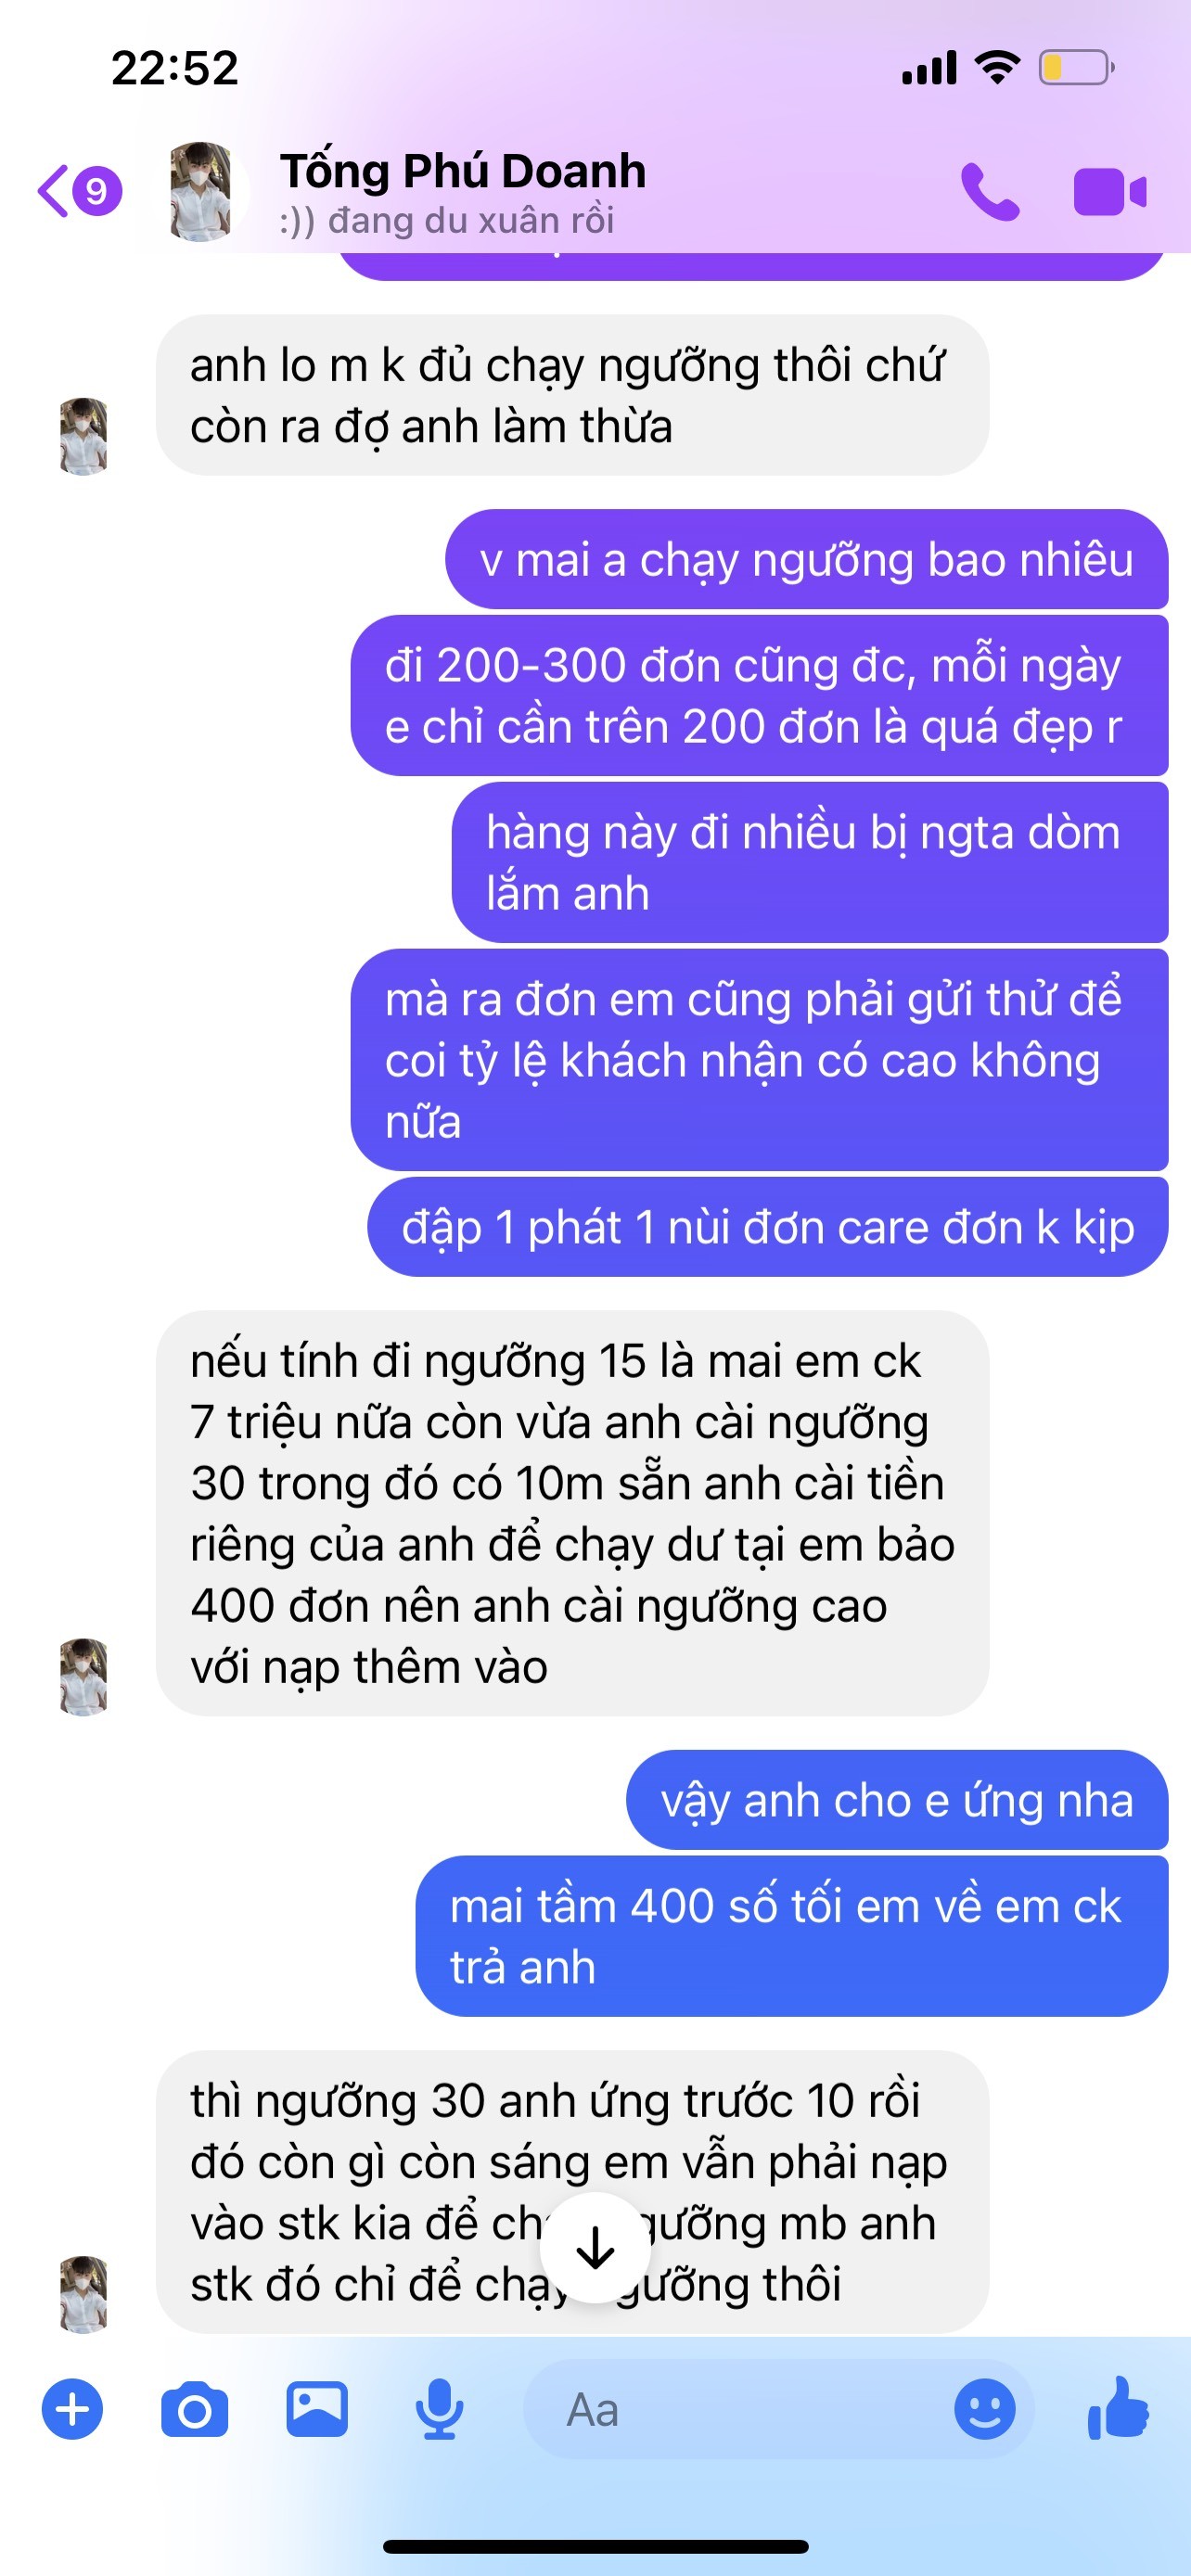 22:52
9
Tống Phú Doanh
:)) đang du xuân rồi
anh lo m k đủ chạy ngưỡng thôi chứ
còn ra đợ anh làm thừa
v mai a chạy ngưỡng bao nhiêu
đi 200-300 đơn cũng đc, mỗi ngày
e chỉ cần trên 200 đơn là quá đẹp r
hàng này đi nhiều bị ngta dòm
lắm anh
mà ra đơn em cũng phải gửi thử để
coi tỷ lệ khách nhận có cao không
nữa
đập 1 phát 1 nùi đơn care đơn k kịp
nếu tính đi ngưỡng 15 là mai em ck
7 triệu nữa còn vừa anh cài ngưỡng
30 trong đó có 10m sẵn anh cài tiền
riêng của anh để chạy dư tại em bảo
400 đơn nên anh cài ngưỡng cao
với nạp thêm vào
vậy anh cho e ứng nha
mai tầm 400 số tối em về em ck
trả anh
thì ngưỡng 30 anh ứng trước 10 rồi
đó còn gì còn sáng em vẫn phải nạp
vào stk kia để mb anh
stk đó chỉ để thôi
Aa